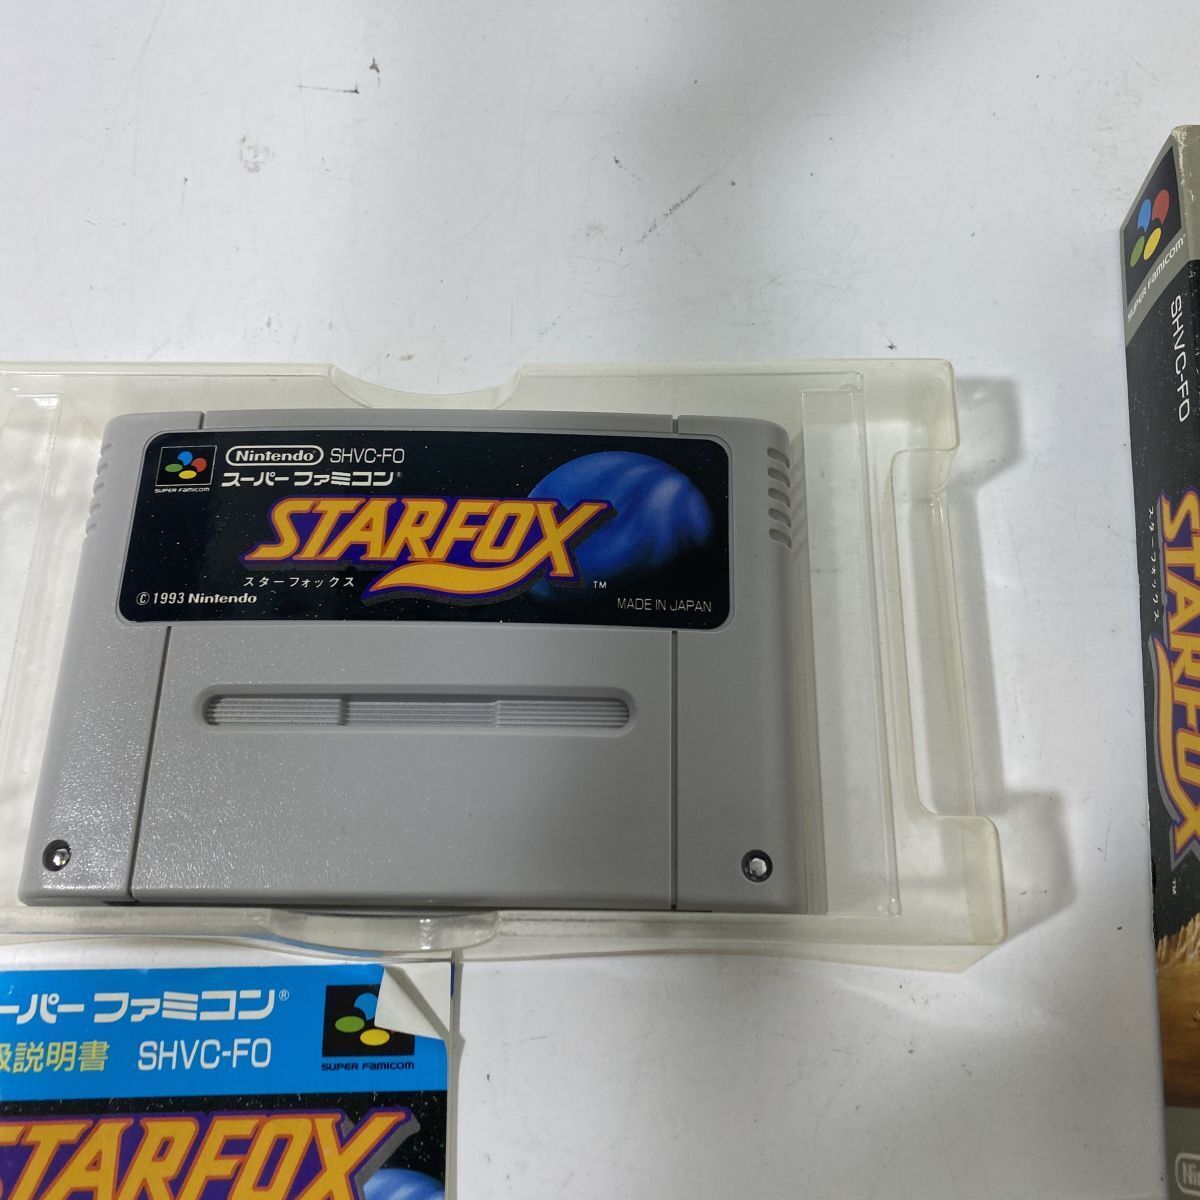 SUPER FAMICOM
Nintendo SHVC-FO
スーパーファミコン®
STARFOX
スターフォックス
TM
© 1993 Nintendo
MADE IN JAPAN
ーパーファミコン®
説明書 SHVC-FO
SUPER FAMICOM
STARFOX
SUPER FAMICOM
SHVC-FO
スターフォックス
STARFOX
TM